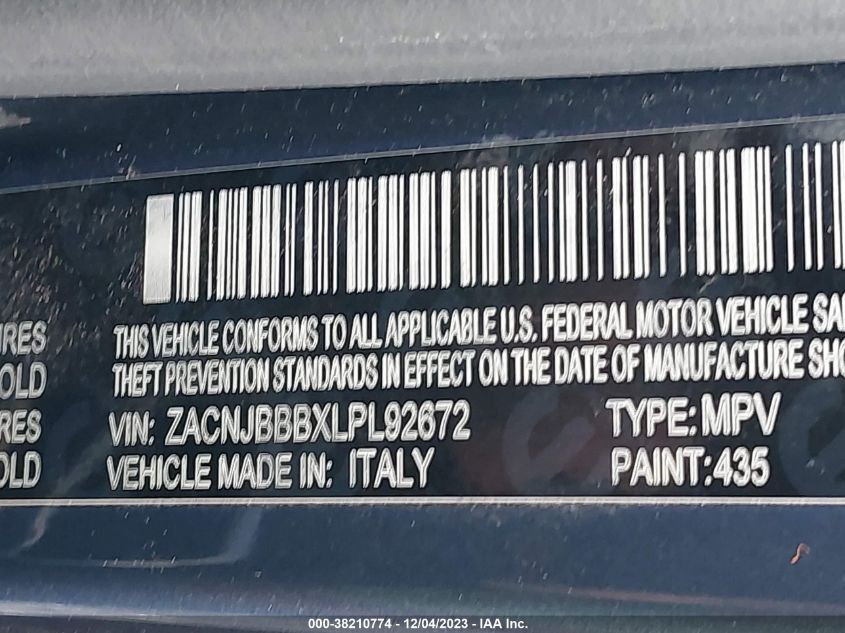 THIS VEHICLE CONFORMS TO ALL APPLICABLE U.S. FEDERAL MOTOR VEHICLE SA
THEFT PREVENTION STANDARDS IN EFFECT ON THE DATE OF MANUFACTURE SHO
VIN: ZACNJBBBXLPL92672 TYPE: MPV
VEHICLE MADE IN: ITALY PAINT: 435
IRES
OLD
RES
OLD
000-38210774 - 12/04/2023 - IAA Inc.